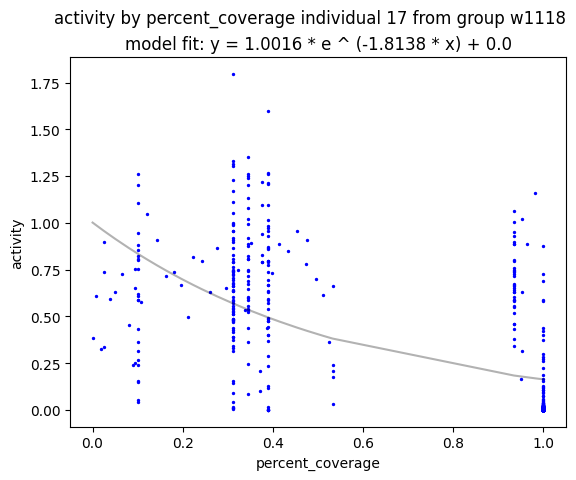 activity by percent_coverage individual 17 from group w1118
model fit: y = 1.0016 * e ^ (-1.8138 * x) + 0.0
1.75
1.50
1.25
1.00
0.75
0.50
0.25
0.00
activity
0.0 0.2 0.4 0.6 0.8 1.0
percent_coverage